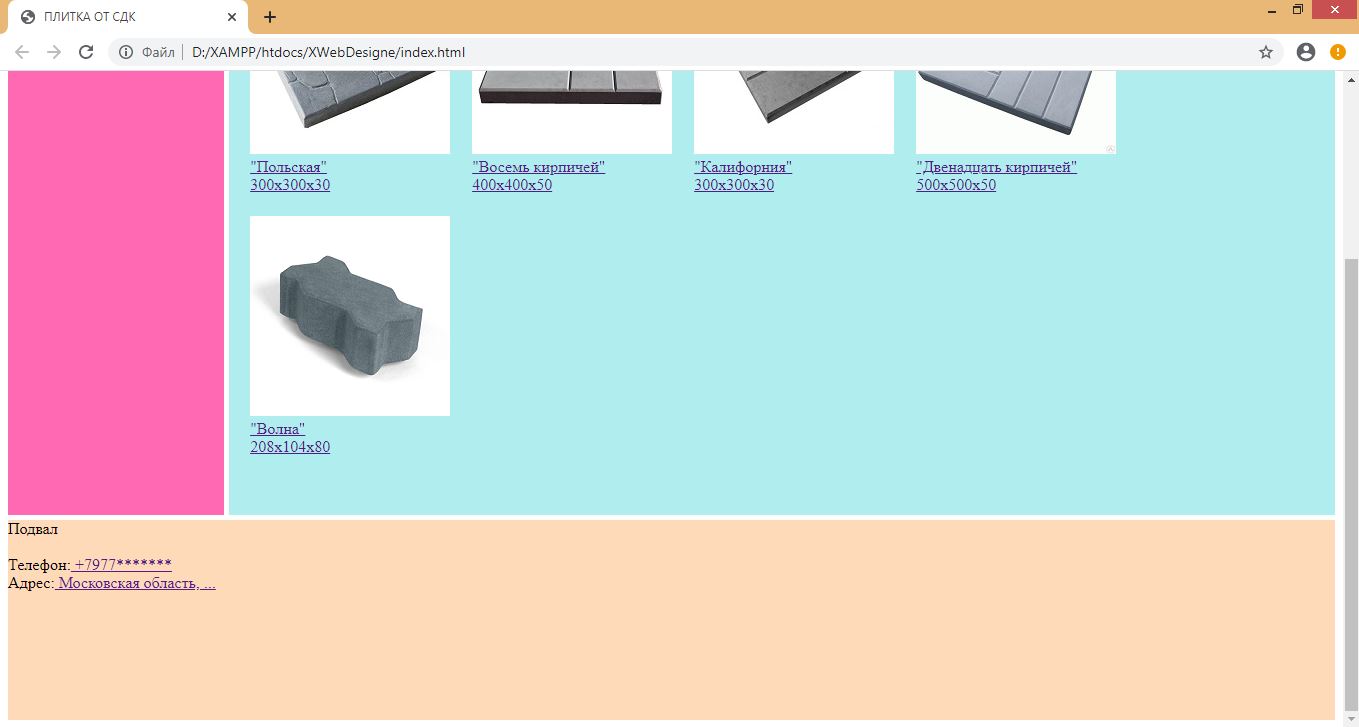 ПЛИТКА ОТ СДК
Файл D:/XAMPP/htdocs/XWebDesigne/index.html
"Польская"
300x300x30
"Восемь кирпичей"
400x400x50
"Калифорния"
300x300x30
"Двенадцать кирпичей"
500x500x50
"Волна"
208x104x80
Подвал
Телефон: +7977*******
Адрес: Московская область, ...